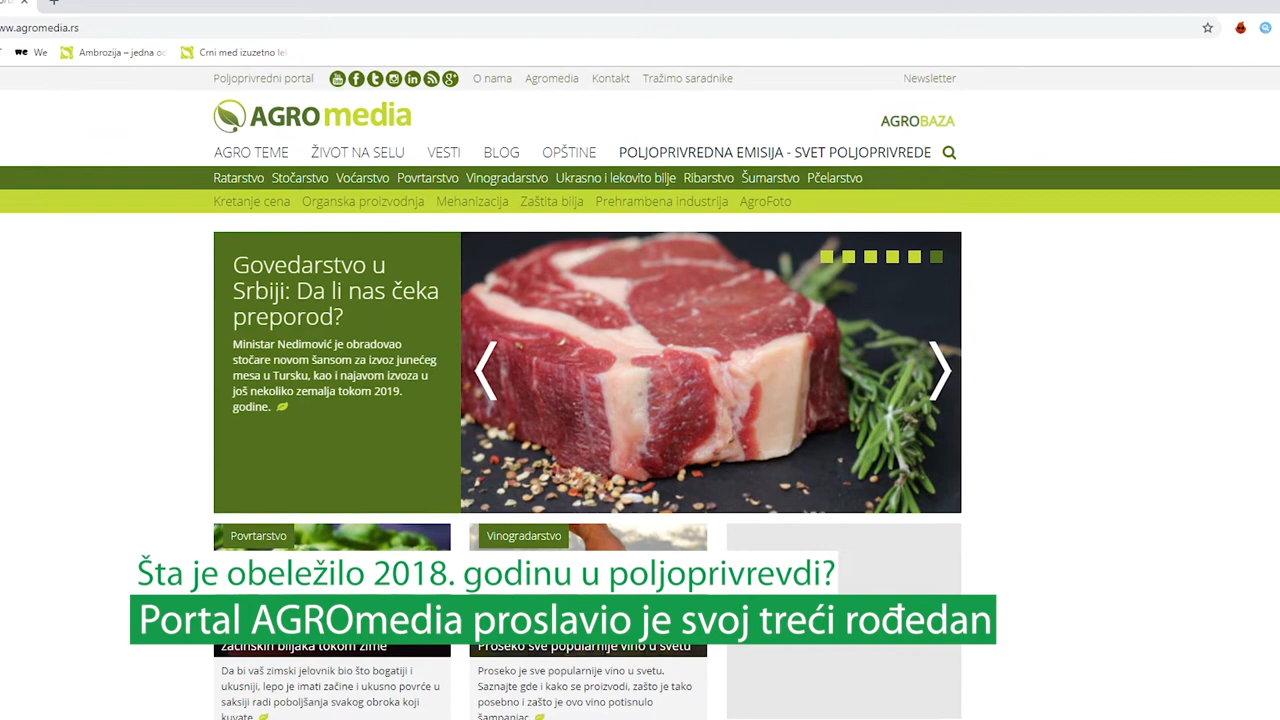 ww.agromedia.rs
We
Ambrozija – jedna od
Crni med izuzetno lek
Poljoprivredni portal
O nama
Agromedia
Kontakt
Tražimo saradnike
Newsletter
AGROmedia
AGROBAZA
AGRO TEME ŽIVOT NA SELU VESTI BLOG OPŠTINE POLJOPRIVREDNA EMISIJA - SVET POLJOPRIVREDE
Ratarstvo Stočarstvo Voćarstvo Povrtarstvo Vinogradarstvo Ukrasno i lekovito bilje Ribarstvo Šumarstvo Pčelarstvo
Kretanje cena Organska proizvodnja Mehanizacija Zaštita bilja Prehrambena industrija AgroFoto
Govedarstvo u
Srbiji: Da li nas čeka
preporod?
Ministar Nedimović je obradovao
stočare novom šansom za izvoz junećeg
mesa u Tursku, kao i najavom izvoza u
još nekoliko zemalja tokom 2019.
godine.
Povrtarstvo
Vinogradarstvo
Šta je obeležilo 2018. godinu u poljoprivrevdi?
Portal AGROmedia proslavio je svoj treći rođedan
začinskih biljaka tokom zime
Proseko sve popularnije vino u svetu
Da bi vaš zimski jelovnik bio što bogatiji i
ukusniji, lepo je imati začine i ukusno povrće u
saksiji radi poboljšanja svakog obroka koji
kuvate.
Proseko je sve popularnije vino u svetu.
Saznajte gde i kako se proizvodi, zašto je tako
posebno i zašto je ovo vino potisnulo
šampanjac.